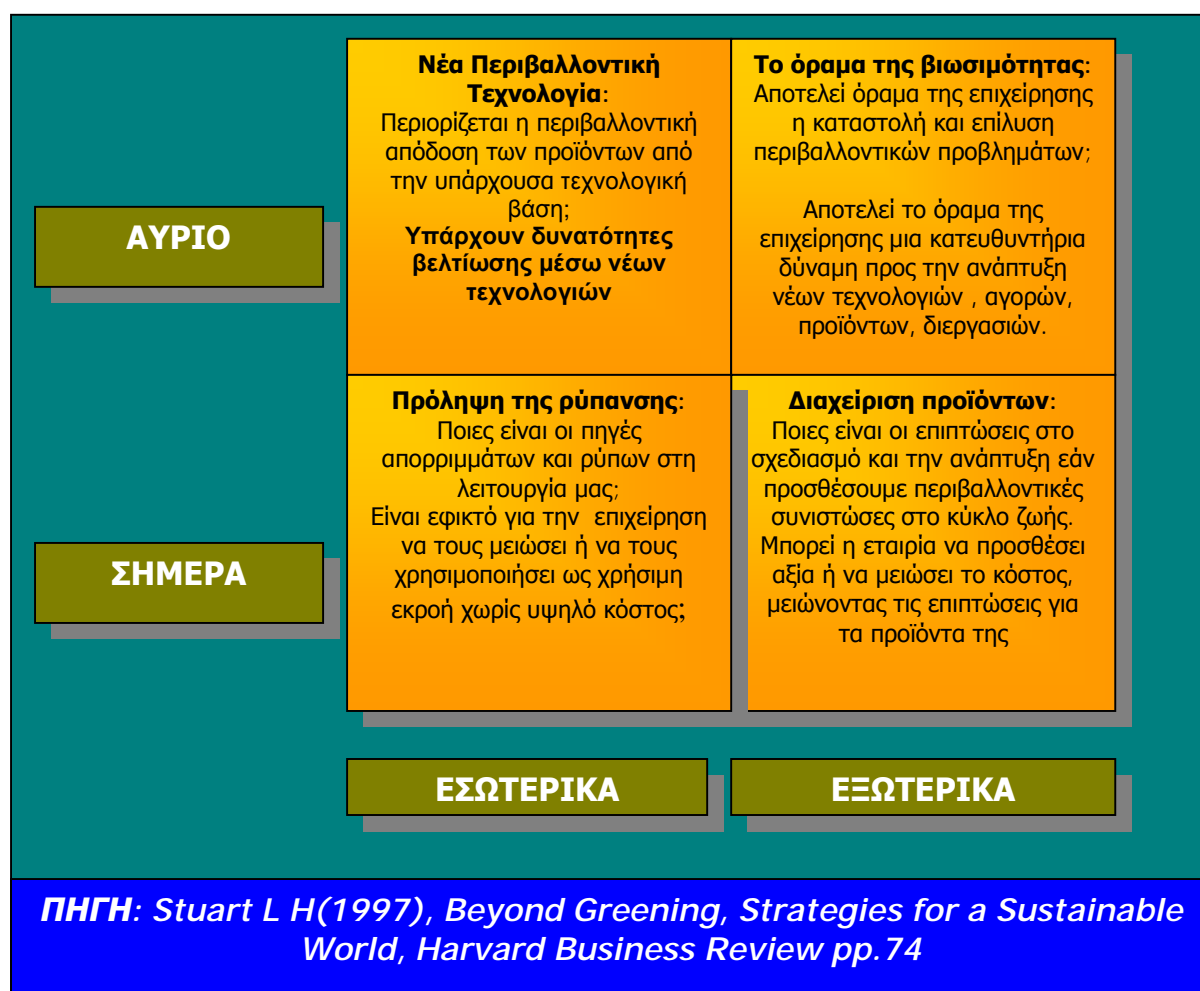 Νέα Περιβαλλοντική
Τεχνολογία:
Περιορίζεται η περιβαλλοντική
απόδοση των προϊόντων από
την υπάρχουσα τεχνολογική
βάση;
Υπάρχουν δυνατότητες
βελτίωσης μέσω νέων
τεχνολογιών
Το όραμα της βιωσιμότητας:
Αποτελεί όραμα της επιχείρησης
η καταστολή και επίλυση
περιβαλλοντικών προβλημάτων;
Αποτελεί το όραμα της
επιχείρησης μια κατευθυντήρια
δύναμη προς την ανάπτυξη
νέων τεχνολογιών , αγορών,
προϊόντων, διεργασιών.
ΑΥΡΙΟ
Πρόληψη της ρύπανσης:
Ποιες είναι οι πηγές
απορριμμάτων και ρύπων στη
λειτουργία μας;
Είναι εφικτό για την επιχείρηση
να τους μειώσει ή να τους
χρησιμοποιήσει ως χρήσιμη
εκροή χωρίς υψηλό κόστος;
Διαχείριση προϊόντων:
Ποιες είναι οι επιπτώσεις στο
σχεδιασμό και την ανάπτυξη εάν
προσθέσουμε περιβαλλοντικές
συνιστώσες στο κύκλο ζωής.
Μπορεί η εταιρία να προσθέσει
αξία ή να μειώσει το κόστος,
μειώνοντας τις επιπτώσεις για
τα προϊόντα της
ΣΗΜΕΡΑ
ΕΣΩΤΕΡΙΚΑ
ΕΞΩΤΕΡΙΚΑ
ΠΗΓΗ: Stuart L H(1997), Beyond Greening, Strategies for a Sustainable
World, Harvard Business Review pp.74